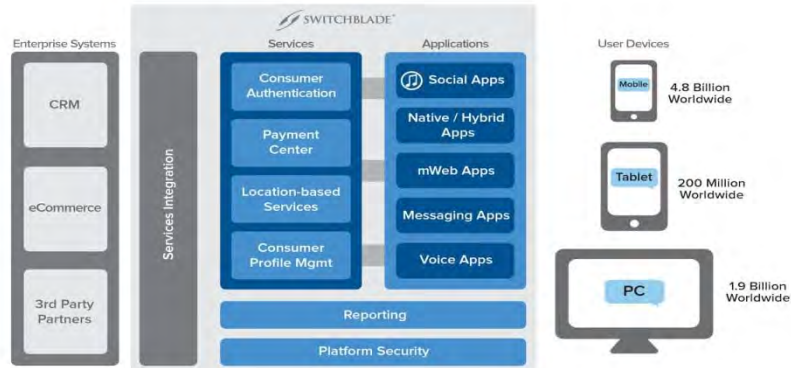 SWITCHBLADE
Enterprise Systems
Services
Applications
User Devices
CRM
eCommerce
3rd Party
Partners
Services Integration
Consumer
Authentication
Payment
Center
Location-based
Services
Consumer
Profile Mgmt
Social Apps
Native / Hybrid
Apps
mWeb Apps
Messaging Apps
Voice Apps
Reporting
Platform Security
Mobile
4.8 Billion
Worldwide
Tablet
200 Million
Worldwide
PC
1.9 Billion
Worldwide